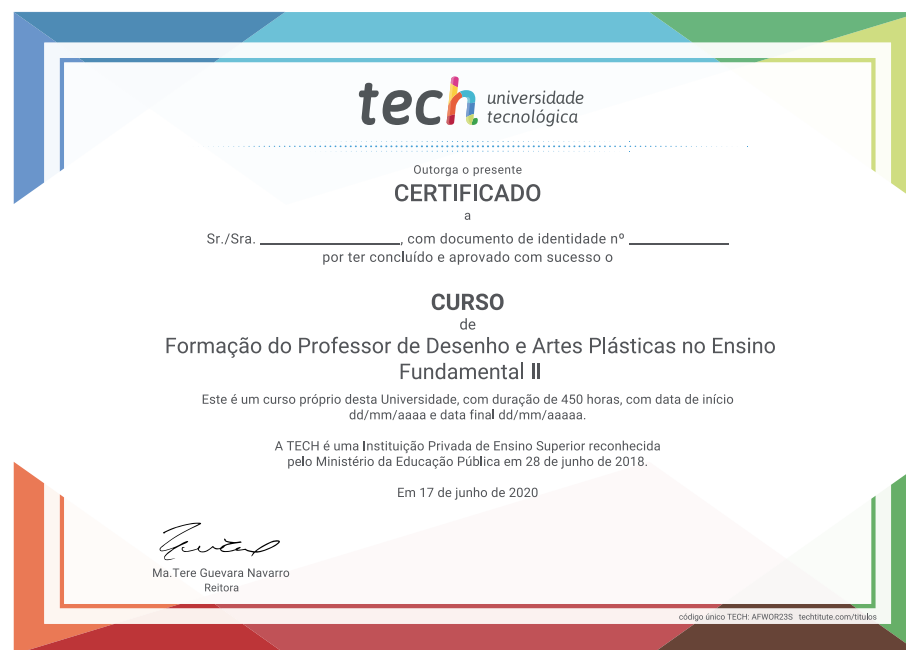 tech universidade
tecnológica
Outorga o presente
CERTIFICADO
a
Sr./Sra. ____________________, com documento de identidade nº ______________
por ter concluído e aprovado com sucesso o
CURSO
de
Formação do Professor de Desenho e Artes Plásticas no Ensino
Fundamental II
Este é um curso próprio desta Universidade, com duração de 450 horas, com data de início
dd/mm/aaaa e data final dd/mm/aaaaa.
A TECH é uma Instituição Privada de Ensino Superior reconhecida
pelo Ministério da Educação Pública em 28 de junho de 2018.
Em 17 de junho de 2020
Ma.Tere Guevara Navarro
Reitora
código único TECH: AFWOR23S techtitute.com/titulos